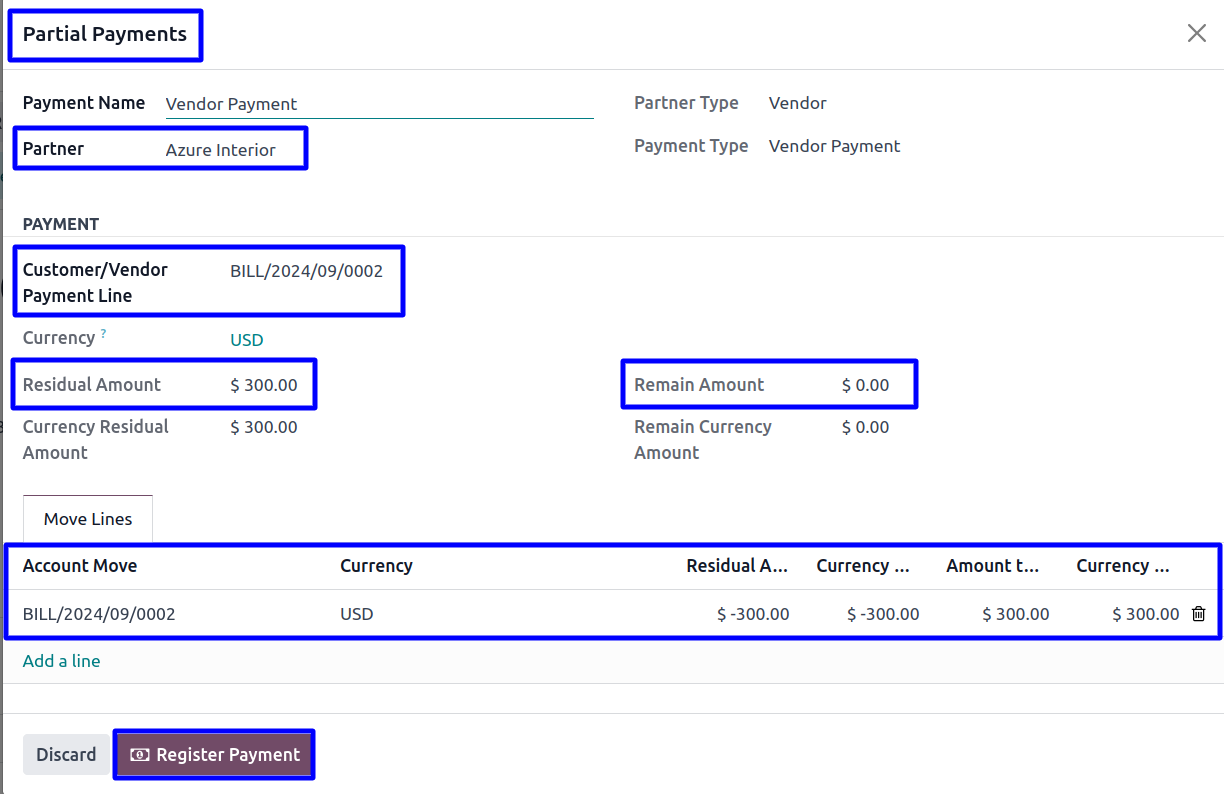 Partial Payments
Payment Name Vendor Payment
Partner Type Vendor
Partner Azure Interior
Payment Type Vendor Payment
PAYMENT
Customer/Vendor Payment Line BILL/2024/09/0002
Currency ? USD
Residual Amount $ 300.00
Remain Amount $ 0.00
Currency Residual Amount $ 300.00
Remain Currency Amount $ 0.00
Move Lines
Account Move Currency Residual A... Currency ... Amount t... Currency ...
BILL/2024/09/0002 USD $ -300.00 $ -300.00 $ 300.00 $ 300.00
Add a line
Discard Register Payment